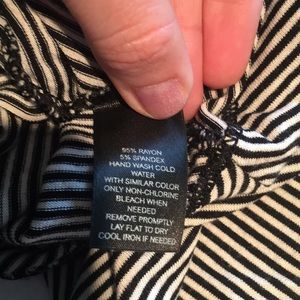 95% RAYON
5% SPANDEX
HAND WASH COLD
WATER
WITH SIMILAR COLOR
ONLY NON-CHLORINE
BLEACH WHEN
NEEDED
REMOVE PROMPTLY
LAY FLAT TO DRY
COOL IRON IF NEEDED